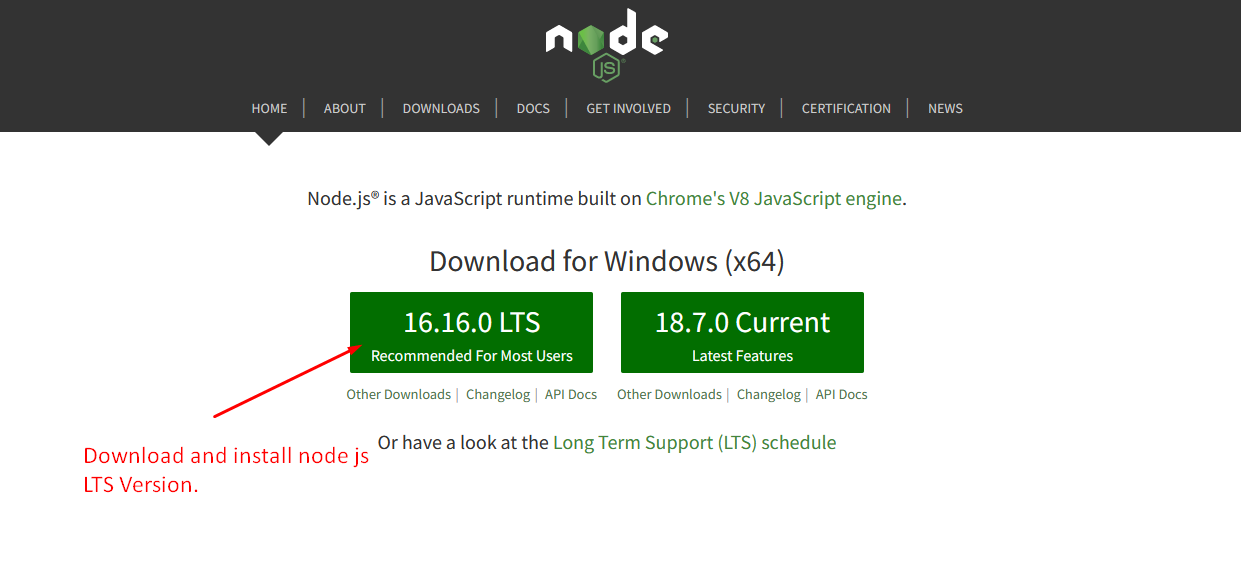 node
JS
HOME | ABOUT | DOWNLOADS | DOCS | GET INVOLVED | SECURITY | CERTIFICATION | NEWS
Node.js® is a JavaScript runtime built on Chrome's V8 JavaScript engine.
Download for Windows (x64)
16.16.0 LTS 18.7.0 Current
Recommended For Most Users Latest Features
Other Downloads | Changelog | API Docs Other Downloads | Changelog | API Docs
Or have a look at the Long Term Support (LTS) schedule
Download and install node js
LTS Version.